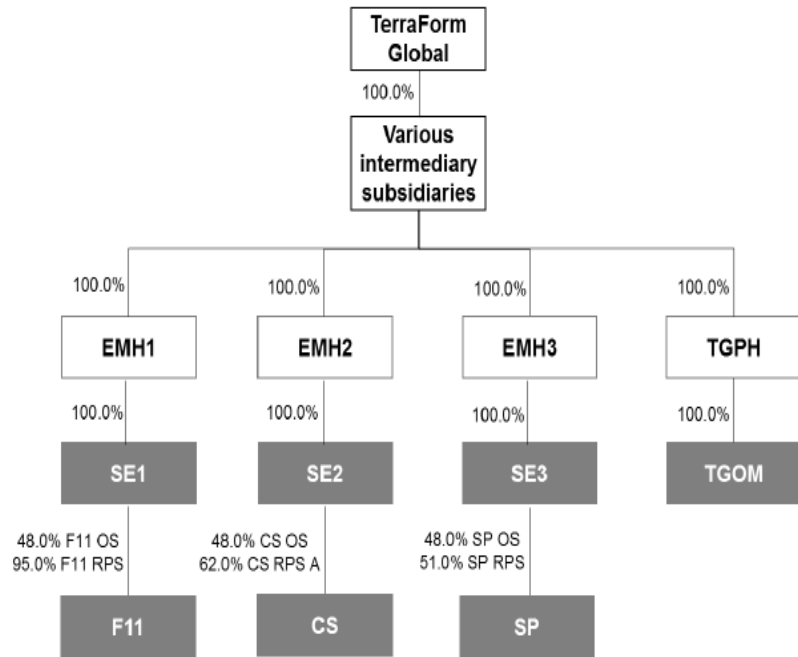 TerraForm
Global
100.0%
Various
intermediary
subsidiaries
100.0%
100.0%
100.0%
100.0%
EMH1
EMH2
EMH3
TGPH
100.0%
100.0%
100.0%
100.0%
SE1
SE2
SE3
TGOM
48.0% F11 OS
95.0% F11 RPS
48.0% CS OS
62.0% CS RPS A
48.0% SP OS
51.0% SP RPS
F11
CS
SP